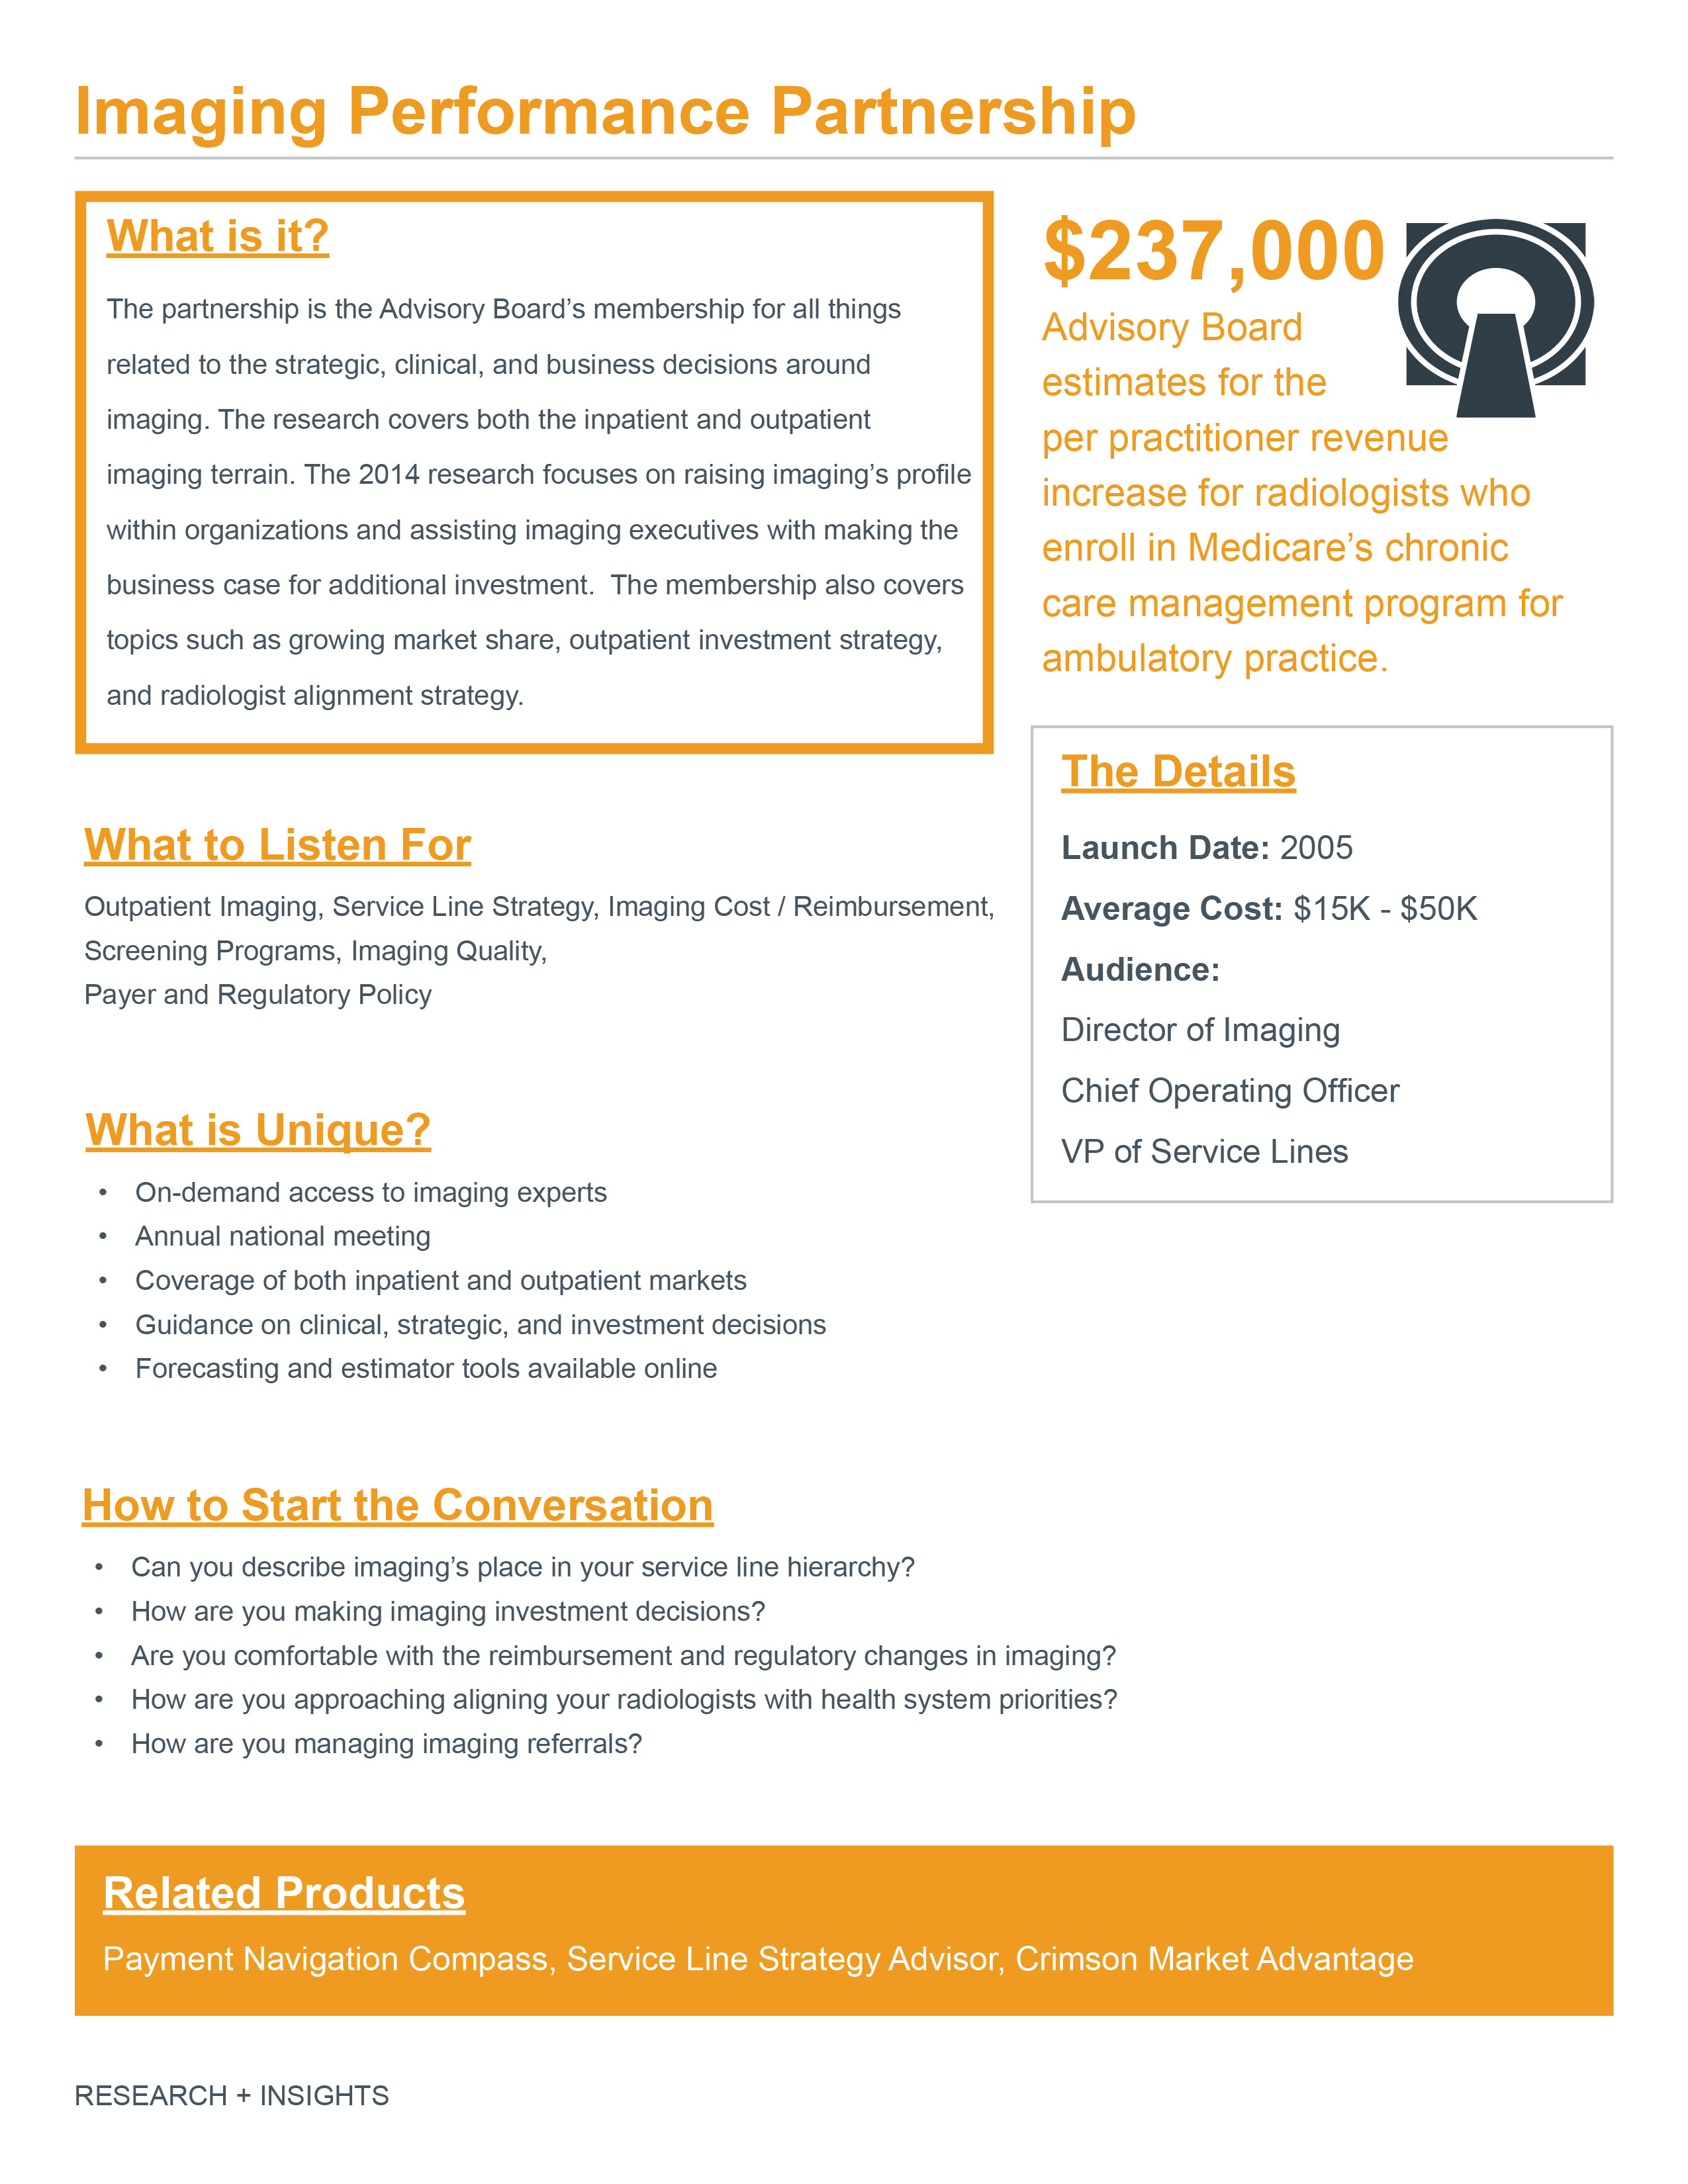 Imaging Performance Partnership
What is it?
The partnership is the Advisory Board’s membership for all things
related to the strategic, clinical, and business decisions around
imaging. The research covers both the inpatient and outpatient
imaging terrain. The 2014 research focuses on raising imaging’s profile
within organizations and assisting imaging executives with making the
business case for additional investment.  The membership also covers
topics such as growing market share, outpatient investment strategy,
and radiologist alignment strategy.
$237,000
Advisory Board
estimates for the
per practitioner revenue
increase for radiologists who
enroll in Medicare’s chronic
care management program for
ambulatory practice.
The Details
Launch Date: 2005
Average Cost: $15K - $50K
Audience:
Director of Imaging
Chief Operating Officer
VP of Service Lines
What to Listen For
Outpatient Imaging, Service Line Strategy, Imaging Cost / Reimbursement,
Screening Programs, Imaging Quality,
Payer and Regulatory Policy
What is Unique?
• On-demand access to imaging experts
• Annual national meeting
• Coverage of both inpatient and outpatient markets
• Guidance on clinical, strategic, and investment decisions
• Forecasting and estimator tools available online
How to Start the Conversation
• Can you describe imaging’s place in your service line hierarchy?
• How are you making imaging investment decisions?
• Are you comfortable with the reimbursement and regulatory changes in imaging?
• How are you approaching aligning your radiologists with health system priorities?
• How are you managing imaging referrals?
Related Products
Payment Navigation Compass, Service Line Strategy Advisor, Crimson Market Advantage
RESEARCH + INSIGHTS